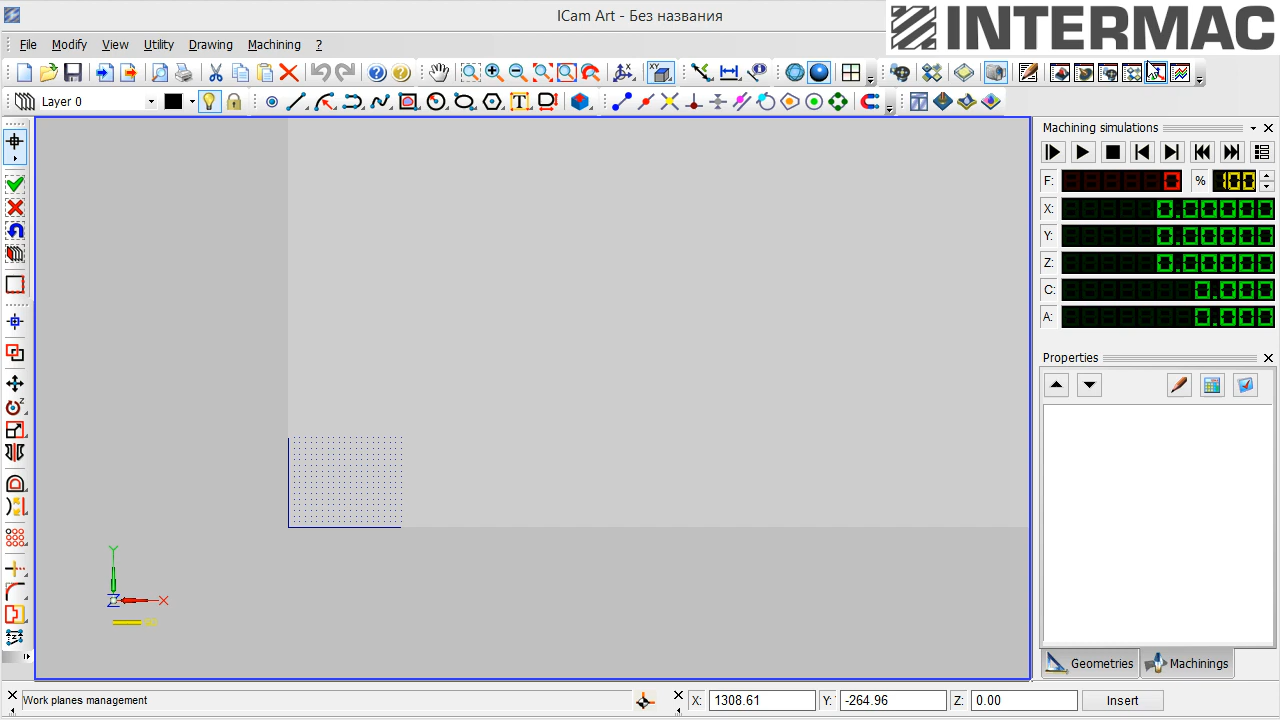 ICam Art - Без названия
INTERMAC
File Modify View Utility Drawing Machining ?
XY
Layer 0
Machining simulations
F: 0 % 100
X: 0.00000
Y: 0.00000
Z: 0.00000
C: 0.000
A: 0.000
Properties
Y
X
Z
Geometries Machinings
Work planes management
X: 1308.61 Y: -264.96 Z: 0.00 Insert